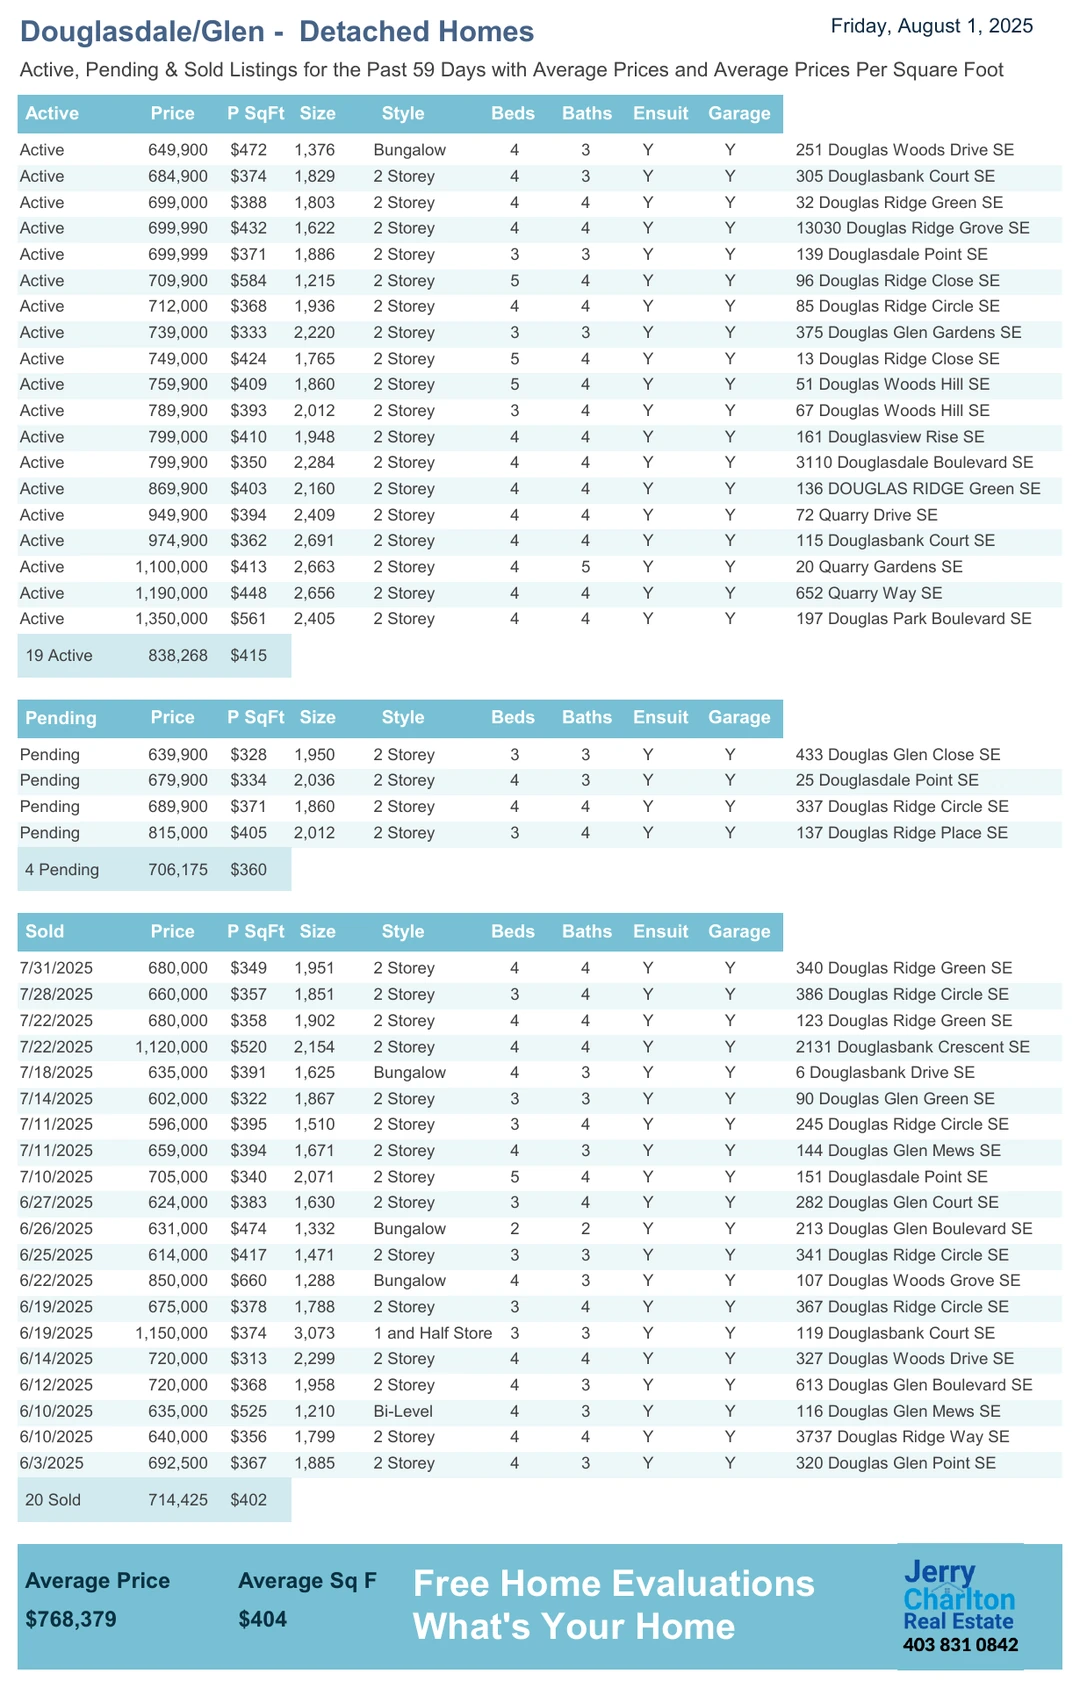 Douglasdale/Glen -  Detached Homes
Friday, August 1, 2025
Active, Pending & Sold Listings for the Past 59 Days with Average Prices and Average Prices Per Square Foot
Active Price P SqFt Size Style Beds Baths Ensuit Garage
Active 649,900 $472 1,376 Bungalow 4 3 Y Y 251 Douglas Woods Drive SE
Active 684,900 $374 1,829 2 Storey 4 3 Y Y 305 Douglasbank Court SE
Active 699,000 $388 1,803 2 Storey 4 4 Y Y 32 Douglas Ridge Green SE
Active 699,990 $432 1,622 2 Storey 4 4 Y Y 13030 Douglas Ridge Grove SE
Active 699,999 $371 1,886 2 Storey 3 3 Y Y 139 Douglasdale Point SE
Active 709,900 $584 1,215 2 Storey 5 4 Y Y 96 Douglas Ridge Close SE
Active 712,000 $368 1,936 2 Storey 4 4 Y Y 85 Douglas Ridge Circle SE
Active 739,000 $333 2,220 2 Storey 3 3 Y Y 375 Douglas Glen Gardens SE
Active 749,000 $424 1,765 2 Storey 5 4 Y Y 13 Douglas Ridge Close SE
Active 759,900 $409 1,860 2 Storey 5 4 Y Y 51 Douglas Woods Hill SE
Active 789,900 $393 2,012 2 Storey 3 4 Y Y 67 Douglas Woods Hill SE
Active 799,000 $410 1,948 2 Storey 4 4 Y Y 161 Douglasview Rise SE
Active 799,900 $350 2,284 2 Storey 4 4 Y Y 3110 Douglasdale Boulevard SE
Active 869,900 $403 2,160 2 Storey 4 4 Y Y 136 DOUGLAS RIDGE Green SE
Active 949,900 $394 2,409 2 Storey 4 4 Y Y 72 Quarry Drive SE
Active 974,900 $362 2,691 2 Storey 4 4 Y Y 115 Douglasbank Court SE
Active 1,100,000 $413 2,663 2 Storey 4 5 Y Y 20 Quarry Gardens SE
Active 1,190,000 $448 2,656 2 Storey 4 4 Y Y 652 Quarry Way SE
Active 1,350,000 $561 2,405 2 Storey 4 4 Y Y 197 Douglas Park Boulevard SE
19 Active 838,268 $415
Pending Price P SqFt Size Style Beds Baths Ensuit Garage
Pending 639,900 $328 1,950 2 Storey 3 3 Y Y 433 Douglas Glen Close SE
Pending 679,900 $334 2,036 2 Storey 4 3 Y Y 25 Douglasdale Point SE
Pending 689,900 $371 1,860 2 Storey 4 4 Y Y 337 Douglas Ridge Circle SE
Pending 815,000 $405 2,012 2 Storey 3 4 Y Y 137 Douglas Ridge Place SE
4 Pending 706,175 $360
Sold Price P SqFt Size Style Beds Baths Ensuit Garage
7/31/2025 680,000 $349 1,951 2 Storey 4 4 Y Y 340 Douglas Ridge Green SE
7/28/2025 660,000 $357 1,851 2 Storey 3 4 Y Y 386 Douglas Ridge Circle SE
7/22/2025 680,000 $358 1,902 2 Storey 4 4 Y Y 123 Douglas Ridge Green SE
7/22/2025 1,120,000 $520 2,154 2 Storey 4 4 Y Y 2131 Douglasbank Crescent SE
7/18/2025 635,000 $391 1,625 Bungalow 4 3 Y Y 6 Douglasbank Drive SE
7/14/2025 602,000 $322 1,867 2 Storey 3 3 Y Y 90 Douglas Glen Green SE
7/11/2025 596,000 $395 1,510 2 Storey 3 4 Y Y 245 Douglas Ridge Circle SE
7/11/2025 659,000 $394 1,671 2 Storey 4 3 Y Y 144 Douglas Glen Mews SE
7/10/2025 705,000 $340 2,071 2 Storey 5 4 Y Y 151 Douglasdale Point SE
6/27/2025 624,000 $383 1,630 2 Storey 3 4 Y Y 282 Douglas Glen Court SE
6/26/2025 631,000 $474 1,332 Bungalow 2 2 Y Y 213 Douglas Glen Boulevard SE
6/25/2025 614,000 $417 1,471 2 Storey 3 3 Y Y 341 Douglas Ridge Circle SE
6/22/2025 850,000 $660 1,288 Bungalow 4 3 Y Y 107 Douglas Woods Grove SE
6/19/2025 675,000 $378 1,788 2 Storey 3 4 Y Y 367 Douglas Ridge Circle SE
6/19/2025 1,150,000 $374 3,073 1 and Half Store 3 3 Y Y 119 Douglasbank Court SE
6/14/2025 720,000 $313 2,299 2 Storey 4 4 Y Y 327 Douglas Woods Drive SE
6/12/2025 720,000 $368 1,958 2 Storey 4 3 Y Y 613 Douglas Glen Boulevard SE
6/10/2025 635,000 $525 1,210 Bi-Level 4 3 Y Y 116 Douglas Glen Mews SE
6/10/2025 640,000 $356 1,799 2 Storey 4 4 Y Y 3737 Douglas Ridge Way SE
6/3/2025 692,500 $367 1,885 2 Storey 4 3 Y Y 320 Douglas Glen Point SE
20 Sold 714,425 $402
Average Price Average Sq F
$768,379 $404
Free Home Evaluations
What's Your Home
Jerry
Charlton
Real Estate
403 831 0842